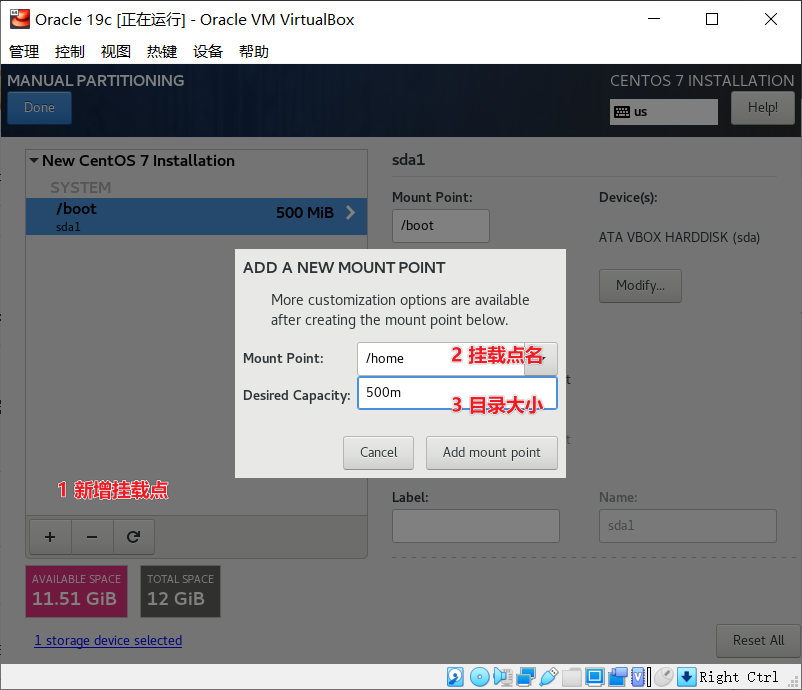 Oracle 19c [正在运行] - Oracle VM VirtualBox
管理 控制 视图 热键 设备 帮助
MANUAL PARTITIONING
CENTOS 7 INSTALLATION
Done
us
Help!
New CentOS 7 Installation
SYSTEM
/boot
500 MiB
sda1
sda1
Mount Point:
/boot
Device(s):
ATA VBOX HARDDISK (sda)
Modify...
ADD A NEW MOUNT POINT
More customization options are available
after creating the mount point below.
Mount Point:
/home
2 挂载点名
Desired Capacity:
500m
3 目录大小
Cancel
Add mount point
1 新增挂载点
Label:
Name:
sda1
AVAILABLE SPACE
11.51 GiB
TOTAL SPACE
12 GiB
1 storage device selected
Reset All
Right Ctrl